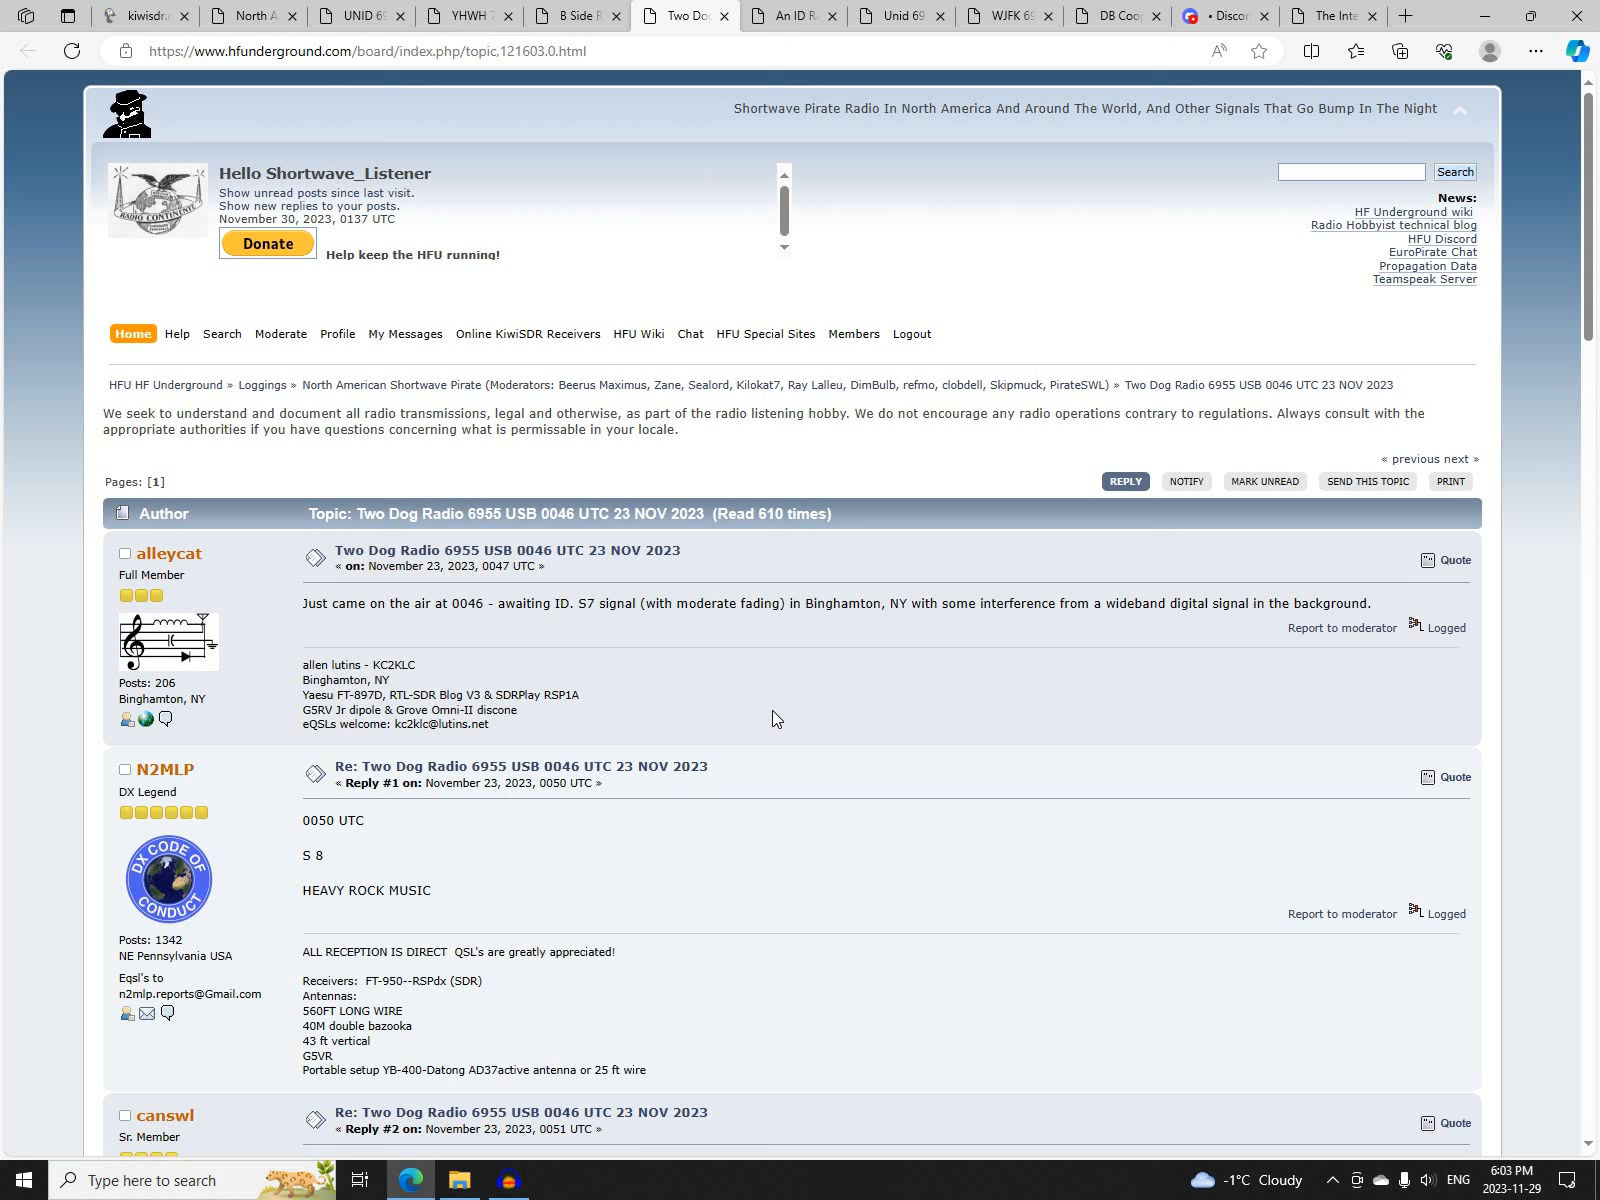 kiwisdr.c
North A
UNID 69
YHWH 7
B Side R
Two Do
An ID R
Unid 69
WJFK 69
DB Coo
• Discor
The Inte
https://www.hfunderground.com/board/index.php/topic,121603.0.html
Shortwave Pirate Radio In North America And Around The World, And Other Signals That Go Bump In The Night
RADIO CONTINENTE
Hello Shortwave_Listener
Show unread posts since last visit.
Show new replies to your posts.
November 30, 2023, 0137 UTC
Donate
Help keep the HFU running!
Search
News:
HF Underground wiki
Radio Hobbyist technical blog
HFU Discord
EuroPirate Chat
Propagation Data
Teamspeak Server
Home Help Search Moderate Profile My Messages Online KiwiSDR Receivers HFU Wiki Chat HFU Special Sites Members Logout
HFU HF Underground » Loggings » North American Shortwave Pirate (Moderators: Beerus Maximus, Zane, Sealord, Kilokat7, Ray Lalleu, DimBulb, refmo, clobdell, Skipmuck, PirateSWL) » Two Dog Radio 6955 USB 0046 UTC 23 NOV 2023
We seek to understand and document all radio transmissions, legal and otherwise, as part of the radio listening hobby. We do not encourage any radio operations contrary to regulations. Always consult with the
appropriate authorities if you have questions concerning what is permissable in your locale.
« previous next »
Pages: [1]
REPLY NOTIFY MARK UNREAD SEND THIS TOPIC PRINT
Author Topic: Two Dog Radio 6955 USB 0046 UTC 23 NOV 2023 (Read 610 times)
alleycat
Full Member
Posts: 206
Binghamton, NY
Two Dog Radio 6955 USB 0046 UTC 23 NOV 2023
« on: November 23, 2023, 0047 UTC »
Quote
Just came on the air at 0046 - awaiting ID. S7 signal (with moderate fading) in Binghamton, NY with some interference from a wideband digital signal in the background.
Report to moderator Logged
allen lutins - KC2KLC
Binghamton, NY
Yaesu FT-897D, RTL-SDR Blog V3 & SDRPlay RSP1A
G5RV Jr dipole & Grove Omni-II discone
eQSLs welcome: kc2klc@lutins.net
N2MLP
DX Legend
DX CODE OF
CONDUCT
Posts: 1342
NE Pennsylvania USA
Eqsl's to
n2mlp.reports@Gmail.com
Re: Two Dog Radio 6955 USB 0046 UTC 23 NOV 2023
« Reply #1 on: November 23, 2023, 0050 UTC »
Quote
0050 UTC
S 8
HEAVY ROCK MUSIC
Report to moderator Logged
ALL RECEPTION IS DIRECT QSL's are greatly appreciated!
Receivers: FT-950--RSPdx (SDR)
Antennas:
560FT LONG WIRE
40M double bazooka
43 ft vertical
G5VR
Portable setup YB-400-Datong AD37active antenna or 25 ft wire
canswl
Sr. Member
Re: Two Dog Radio 6955 USB 0046 UTC 23 NOV 2023
« Reply #2 on: November 23, 2023, 0051 UTC »
Quote
Type here to search
-1°C Cloudy
ENG
6:03 PM
2023-11-29